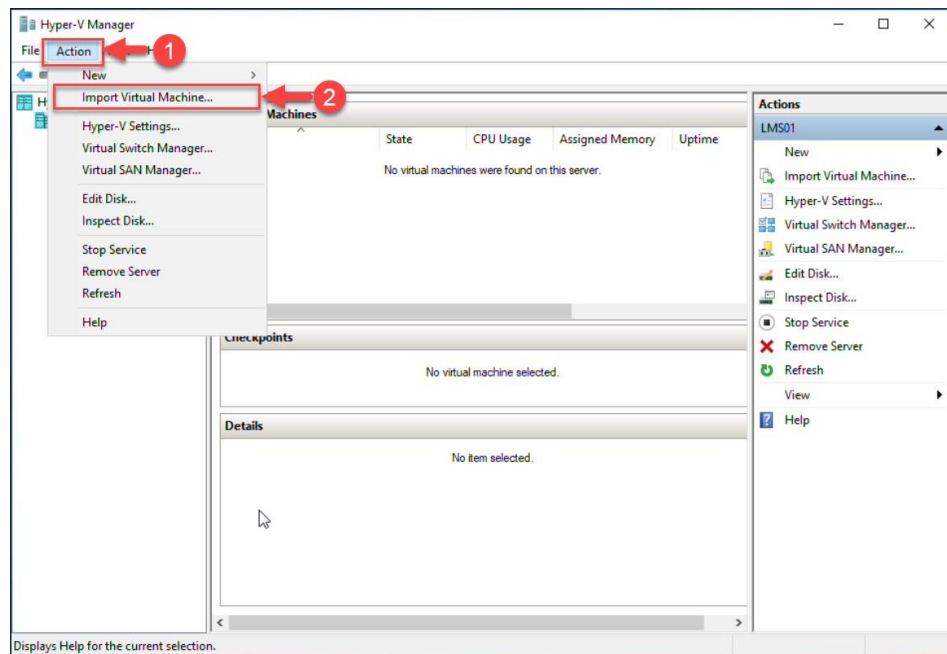 Hyper-V Manager
File Action
1
New
Import Virtual Machine...
2
Hyper-V Settings...
Virtual Switch Manager...
Virtual SAN Manager...
Edit Disk...
Inspect Disk...
Stop Service
Remove Server
Refresh
Help
Machines
State CPU Usage Assigned Memory Uptime
No virtual machines were found on this server.
Checkpoints
No virtual machine selected.
Details
No item selected.
Actions
LMS01
New
Import Virtual Machine...
Hyper-V Settings...
Virtual Switch Manager...
Virtual SAN Manager...
Edit Disk...
Inspect Disk...
Stop Service
Remove Server
Refresh
View
Help
Displays Help for the current selection.